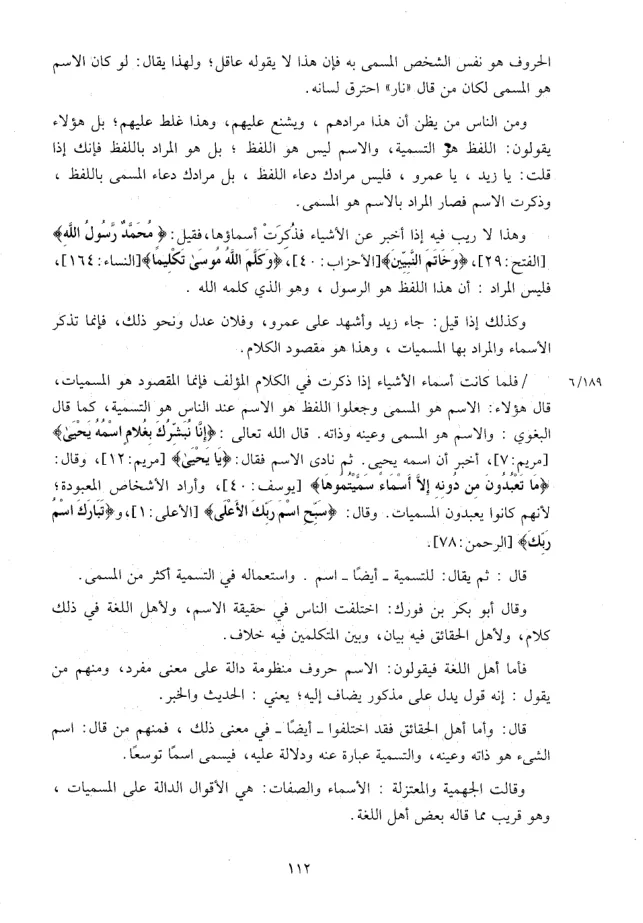 الحروف هو نفس الشخص المسمى به فإن هذا لا يقوله عاقل؛ ولهذا يقال: لو كان الاسم
هو المسمى لكان من قال «نار» احترق لسانه.
ومن الناس من يظن أن هذا مرادهم ، ويشنع عليهم، وهذا غلط عليهم؛ بل هؤلاء
يقولون: اللفظ هو التسمية، والاسم ليس هو اللفظ ؛ بل هو المراد باللفظ فإنك إذا
قلت: يا زيد ، يا عمرو ، فليس مرادك دعاء اللفظ ، بل مرادك دعاء المسمى باللفظ ،
وذكرت الاسم فصار المراد بالاسم هو المسمى.
وهذا لا ريب فيه إذا أخبر عن الأشياء فذُكِرَتْ أسماؤها، فقيل: ﴿ مُحَمَّدٌ رَّسُولُ اللَّهِ﴾
[الفتح: ٢٩]، ﴿وَخَاتَمَ النَّبِيِّينَ﴾[الأحزاب: ٤٠]، ﴿وَكَلَّمَ اللَّهُ مُوسَىٰ تَكْلِيمًا﴾[النساء: ١٦٤]،
فليس المراد : أن هذا اللفظ هو الرسول ، وهو الذي كلمه الله .
وكذلك إذا قيل: جاء زيد وأشهد على عمرو، وفلان عدل ونحو ذلك، فإنما تذكر
الأسماء والمراد بها المسميات ، وهذا هو مقصود الكلام.
٦/١٨٩ / فلما كانت أسماء الأشياء إذا ذكرت في الكلام المؤلف فإنما المقصود هو المسميات،
قال هؤلاء: الاسم هو المسمى وجعلوا اللفظ هو الاسم عند الناس هو التسمية، كما قال
البغوي : والاسم هو المسمى وعينه وذاته. قال الله تعالى : ﴿إِنَّا نُبَشِّرُكَ بِغُلامٍ اسْمُهُ يَحْيَىٰ﴾
[مريم:٧]، أخبر أن اسمه يحيى. ثم نادى الاسم فقال: ﴿يَا يَحْيَىٰ﴾ [مريم:١٢]، وقال:
﴿مَا تَعْبُدُونَ مِن دُونِهِ إِلاَّ أَسْمَاءً سَمَّيْتُمُوهَا﴾ [يوسف: ٤٠]، وأراد الأشخاص المعبودة؛
لأنهم كانوا يعبدون المسميات. وقال: ﴿سَبِّحِ اسْمَ رَبِّكَ الأَعْلَى﴾ [الأعلى:١]، و﴿تَبَارَكَ اسْمُ
رَبِّكَ﴾ [الرحمن:٧٨].
قال : ثم يقال: للتسمية ـ أيضًا ـ اسم . واستعماله في التسمية أكثر من المسمى.
وقال أبو بكر بن فورك: اختلفت الناس في حقيقة الاسم، ولأهل اللغة في ذلك
كلام، ولأهل الحقائق فيه بيان، وبين المتكلمين فيه خلاف.
فأما أهل اللغة فيقولون: الاسم حروف منظومة دالة على معنى مفرد، ومنهم من
يقول : إنه قول يدل على مذكور يضاف إليه؛ يعني : الحديث والخبر.
قال: وأما أهل الحقائق فقد اختلفوا ـ أيضًا ـ في معنى ذلك ، فمنهم من قال: اسم
الشيء هو ذاته وعينه، والتسمية عبارة عنه ودلالة عليه، فيسمى اسمًا توسعًا.
وقالت الجهمية والمعتزلة : الأسماء والصفات: هي الأقوال الدالة على المسميات ،
وهو قريب مما قاله بعض أهل اللغة.
١١٢